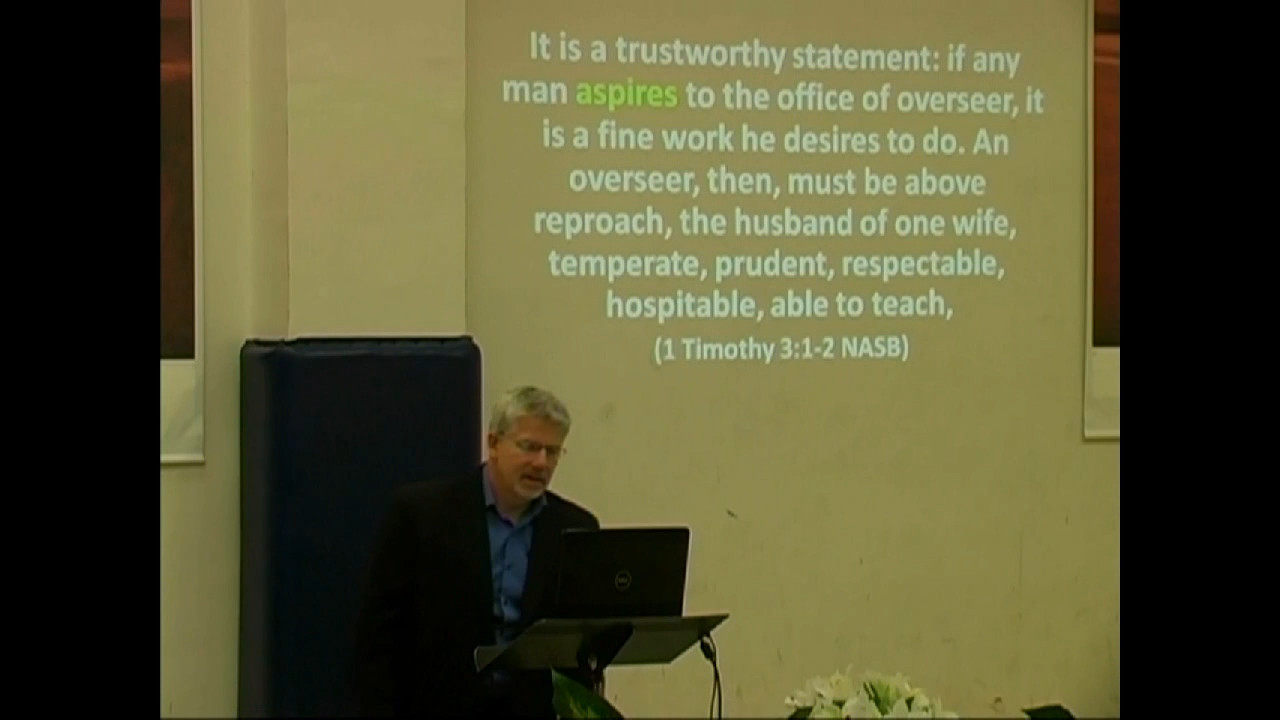 It is a trustworthy statement: if any
man aspires to the office of overseer, it
is a fine work he desires to do. An
overseer, then, must be above
reproach, the husband of one wife,
temperate, prudent, respectable,
hospitable, able to teach,
(1 Timothy 3:1-2 NASB)
DELL